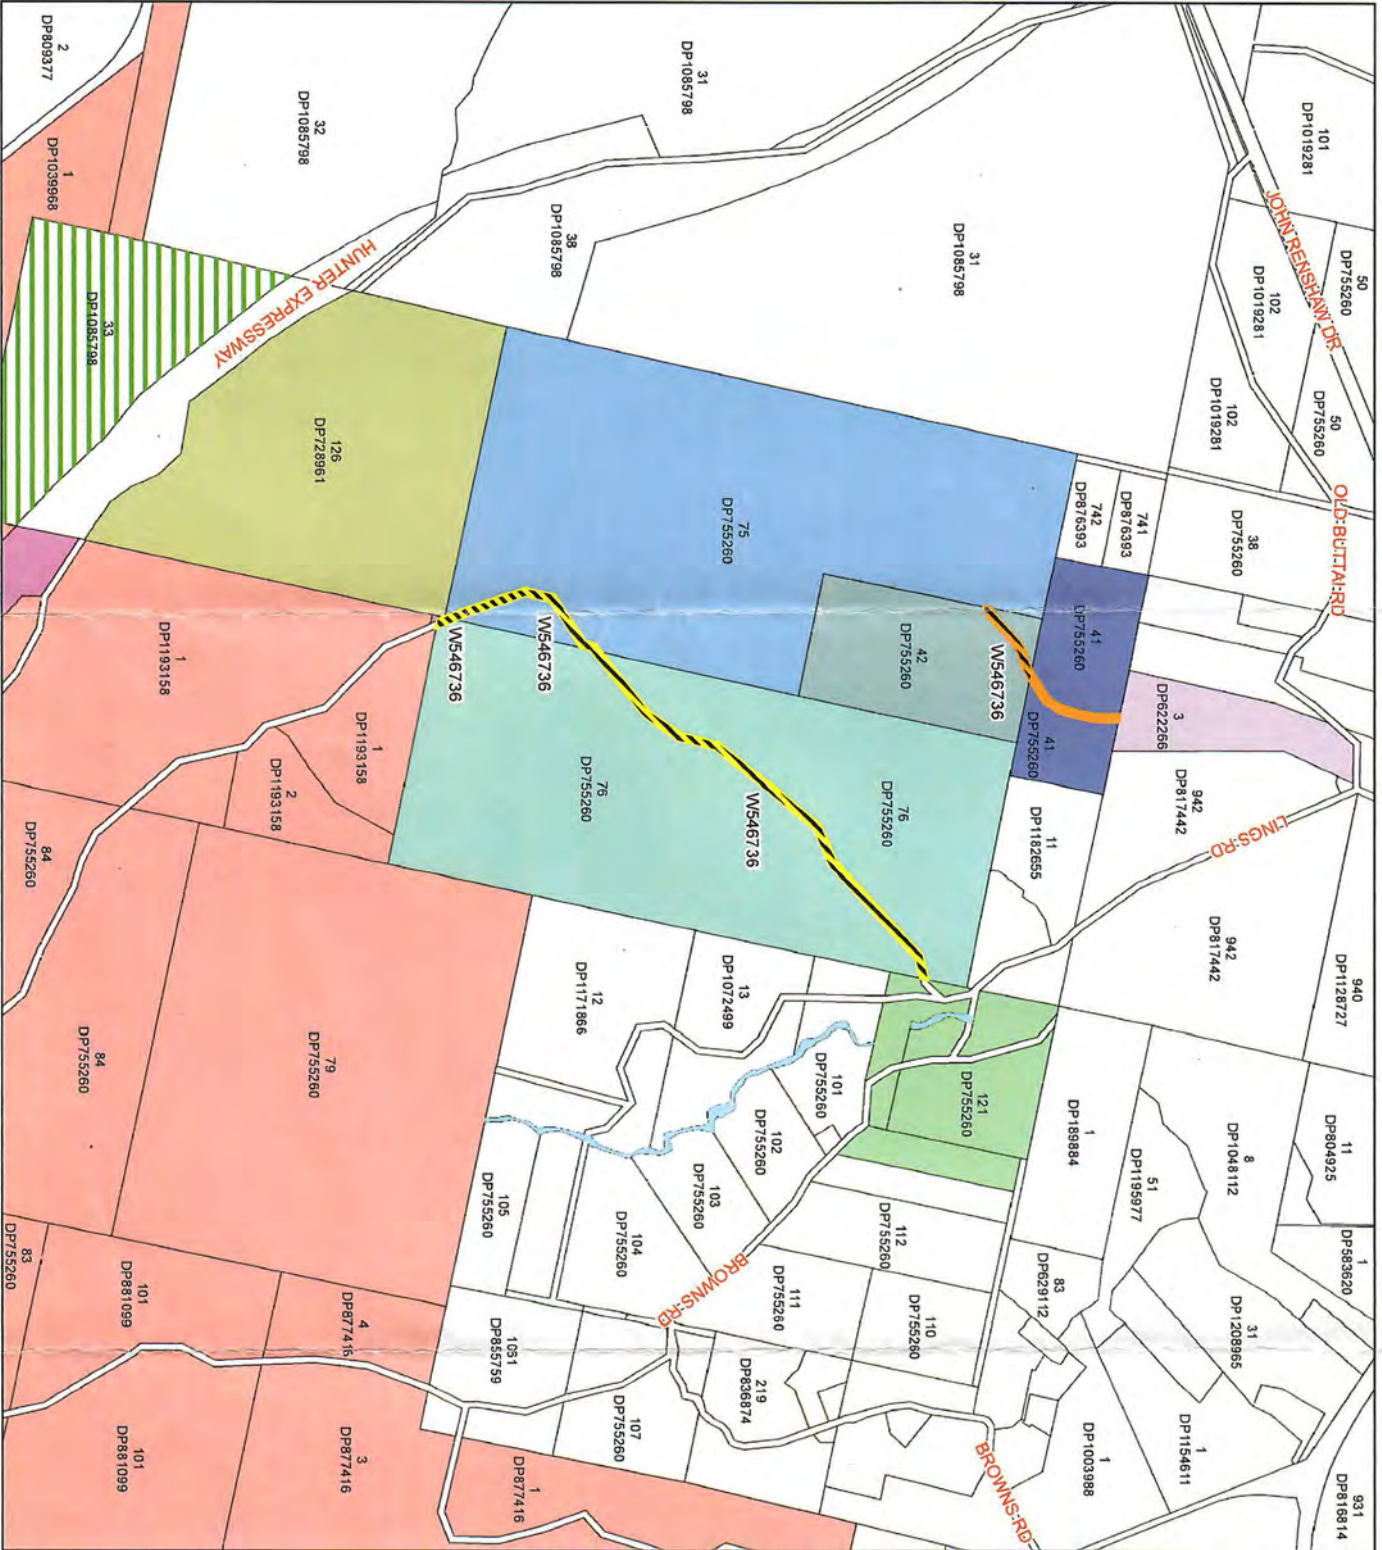 2
DP809377
1
DP1039968
32
DP1085798
31
DP1085798
38
DP1085798
31
DP1085798
101
DP1019281
50
DP755260
102
DP1019281
102
DP1019281
50
DP755260
JOHN RENSHAW DR
OLD BUTTAI RD
HUNTER EXPRESSWAY
33
DP1085798
126
DP728961
75
DP755260
742
DP876393
741
DP876393
38
DP755260
41
DP755260
42
DP755260
W546736
W546736
W546736
41
DP755260
3
DP622266
942
DP817442
LINGS RD
1
DP1193158
1
DP1193158
2
DP1193158
76
DP755260
W546736
76
DP755260
11
DP1182655
942
DP817442
940
DP1128727
84
DP755260
84
DP755260
79
DP755260
12
DP1171866
13
DP1072499
101
DP755260
121
DP755260
1
DP189884
51
DP1195977
8
DP1048112
11
DP804925
1
DP583620
102
DP755260
103
DP755260
104
DP755260
105
DP755260
112
DP755260
111
DP755260
110
DP755260
83
DP629112
31
DP1208965
BROWNS RD
83
DP755260
101
DP881099
4
DP877416
1051
DP855759
107
DP755260
219
DP836874
BROWNS RD
1
DP1003988
1
DP1154611
931
DP816814
101
DP881099
3
DP877416
1
DP877416